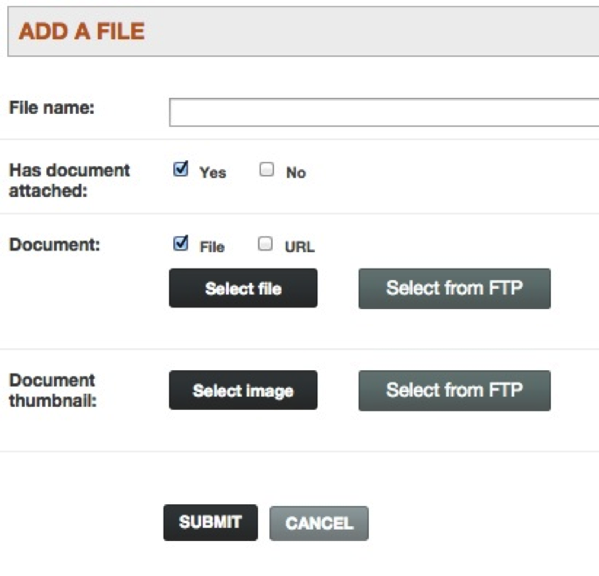 ADD A FILE
File name:
Has document
attached:
Yes No
Document:
File URL
Select file Select from FTP
Document
thumbnail:
Select image Select from FTP
SUBMIT CANCEL